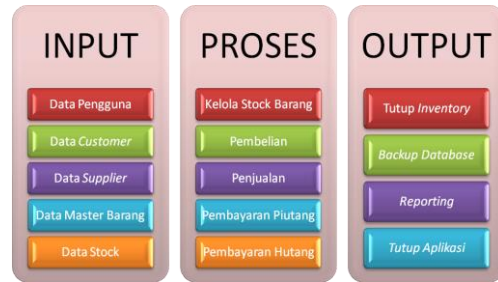 INPUT
Data Pengguna
Data Customer
Data Supplier
Data Master Barang
Data Stock
PROSES
Kelola Stock Barang
Pembelian
Penjualan
Pembayaran Piutang
Pembayaran Hutang
OUTPUT
Tutup Inventory
Backup Database
Reporting
Tutup Aplikasi